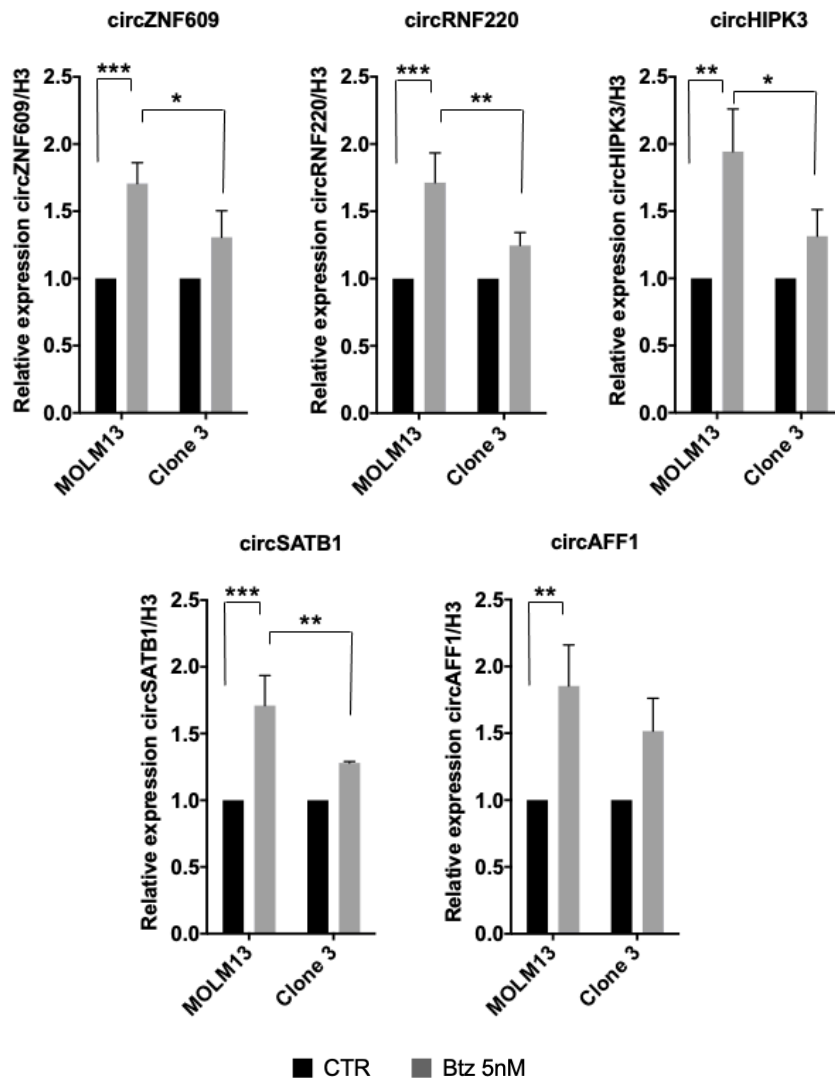 circZNF609
circRNF220
circHIPK3
Relative expression circZNF609/H3
2.5
2.0
1.5
1.0
0.5
0.0
***
*
MOLM13
Clone 3
Relative expression circRNF220/H3
2.5
2.0
1.5
1.0
0.5
0.0
***
**
MOLM13
Clone 3
Relative expression circHIPK3/H3
2.5
2.0
1.5
1.0
0.5
0.0
**
*
MOLM13
Clone 3
circSATB1
circAFF1
Relative expression circSATB1/H3
2.5
2.0
1.5
1.0
0.5
0.0
***
**
MOLM13
Clone 3
Relative expression circAFF1/H3
2.5
2.0
1.5
1.0
0.5
0.0
**
MOLM13
Clone 3
CTR
Btz 5nM